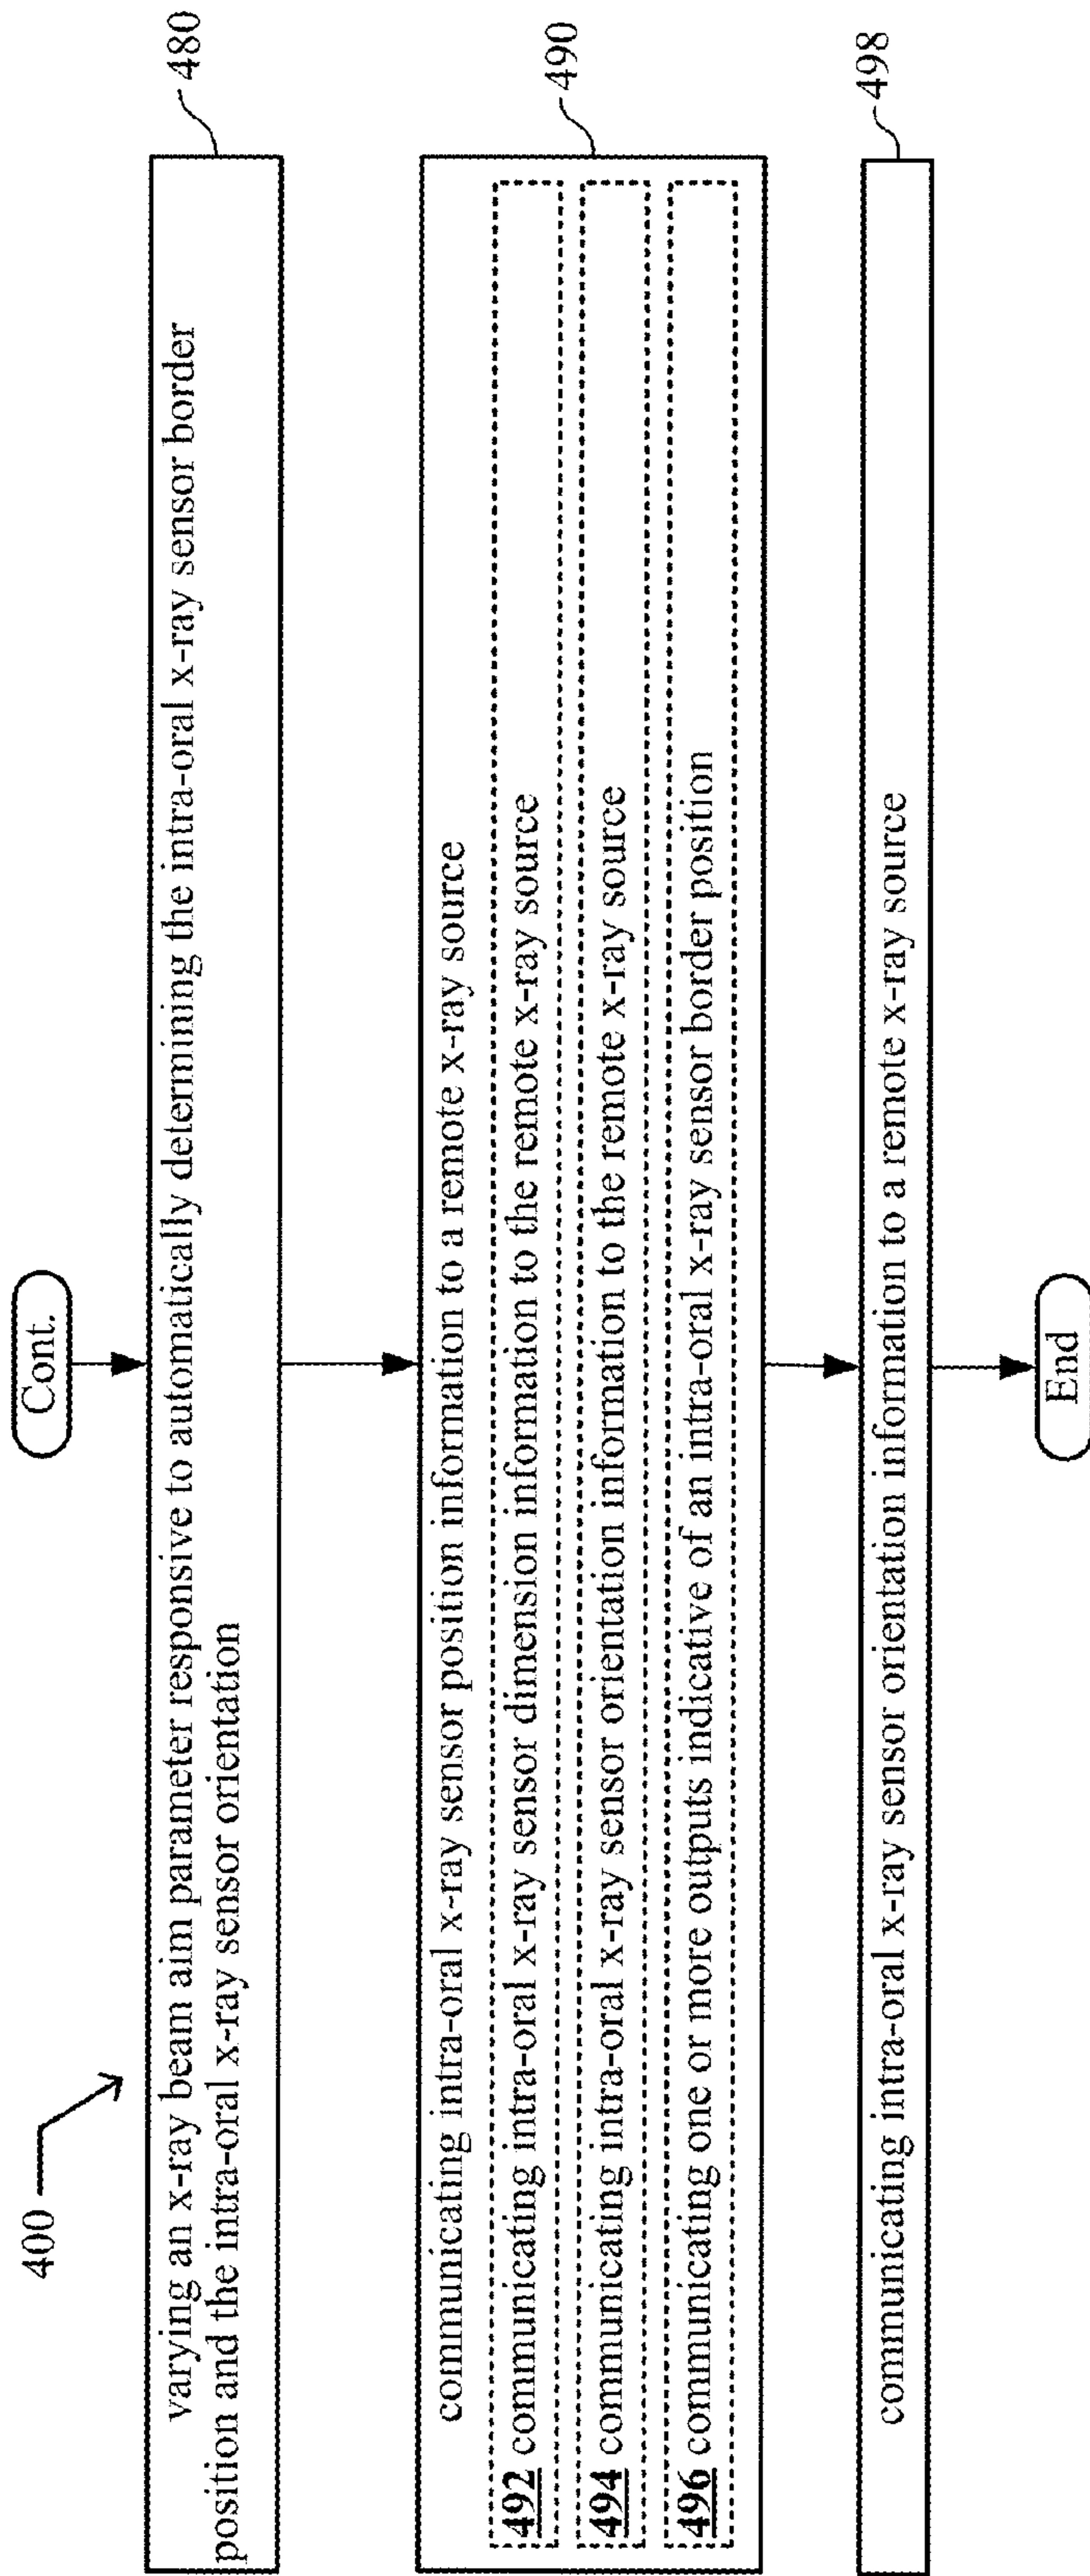 400
Cont.
varying an x-ray beam aim parameter responsive to automatically determining the intra-oral x-ray sensor border
position and the intra-oral x-ray sensor orientation
480
communicating intra-oral x-ray sensor position information to a remote x-ray source
490
492 communicating intra-oral x-ray sensor dimension information to the remote x-ray source
494 communicating intra-oral x-ray sensor orientation information to the remote x-ray source
496 communicating one or more outputs indicative of an intra-oral x-ray sensor border position
communicating intra-oral x-ray sensor orientation information to a remote x-ray source
498
End